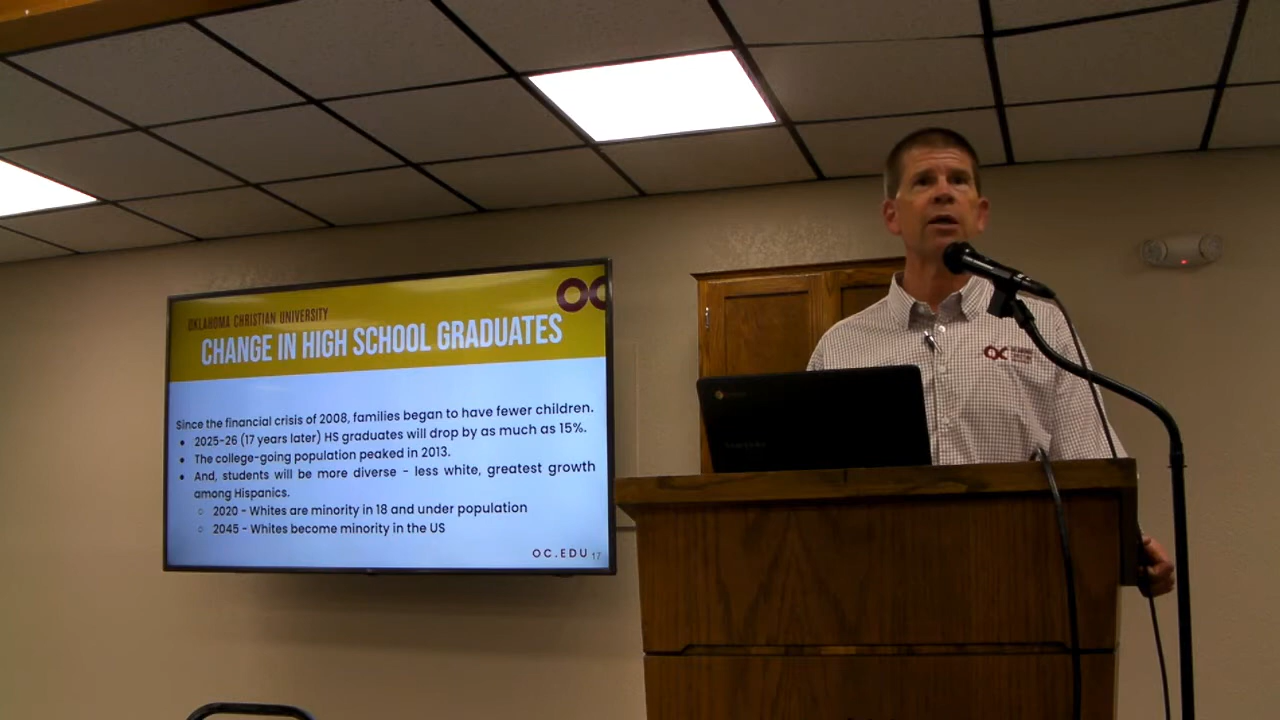 OKLAHOMA CHRISTIAN UNIVERSITY
OC
CHANGE IN HIGH SCHOOL GRADUATES
Since the financial crisis of 2008, families began to have fewer children.
2025-26 (17 years later) HS graduates will drop by as much as 15%.
The college-going population peaked in 2013.
And, students will be more diverse - less white, greatest growth
among Hispanics.
2020 - Whites are minority in 18 and under population
2045 - Whites become minority in the US
OC.EDU 17
OC